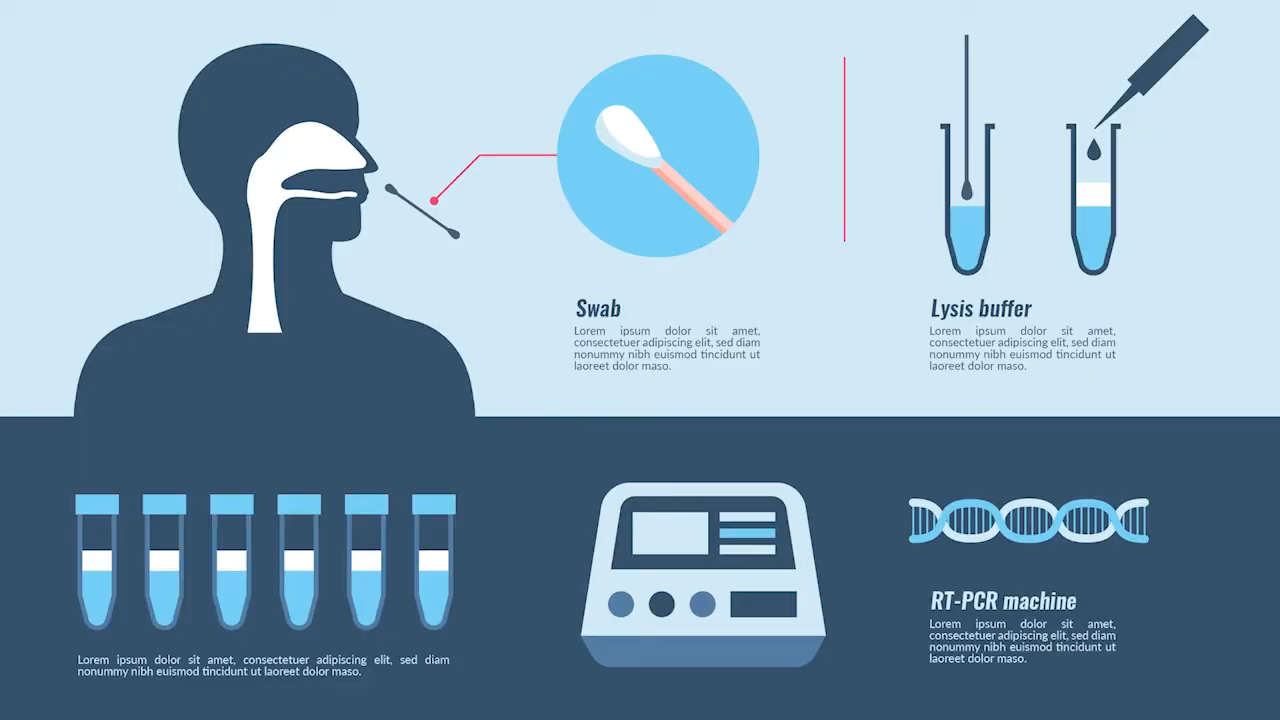 Swab
Lorem ipsum dolor sit amet,
consectetuer adipiscing elit, sed diam
nonummy nibh euismod tincidunt ut
laoreet dolor maso.
Lysis buffer
Lorem ipsum dolor sit amet,
consectetuer adipiscing elit, sed diam
nonummy nibh euismod tincidunt ut
laoreet dolor maso.
Lorem ipsum dolor sit amet, consectetuer adipiscing elit, sed diam
nonummy nibh euismod tincidunt ut laoreet dolor maso.
RT-PCR machine
Lorem ipsum dolor sit amet,
consectetuer adipiscing elit, sed diam
nonummy nibh euismod tincidunt ut
laoreet dolor maso.